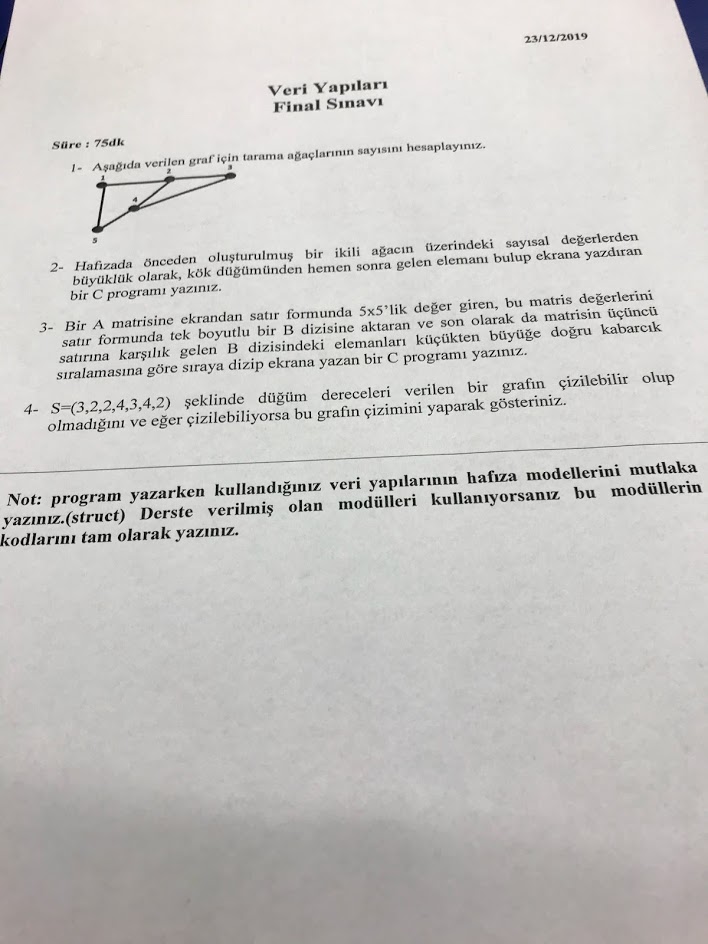 23/12/2019
Veri Yapıları
Final Sınavı
Süre : 75dk
1- Aşağıda verilen graf için tarama ağaçlarının sayısını hesaplayınız.
1 2 3
4
5
2- Hafızada önceden oluşturulmuş bir ikili ağacın üzerindeki sayısal değerlerden
büyüklük olarak, kök düğümünden hemen sonra gelen elemanı bulup ekrana yazdıran
bir C programı yazınız.
3- Bir A matrisine ekrandan satır formunda 5x5'lik değer giren, bu matris değerlerini
satır formunda tek boyutlu bir B dizisine aktaran ve son olarak da matrisin üçüncü
satırına karşılık gelen B dizisindeki elemanları küçükten büyüğe doğru kabarcık
sıralamasına göre sıraya dizip ekrana yazan bir C programı yazınız.
4- S=(3,2,2,4,3,4,2) şeklinde düğüm dereceleri verilen bir grafın çizilebilir olup
olmadığını ve eğer çizilebiliyorsa bu grafın çizimini yaparak gösteriniz.
Not: program yazarken kullandığınız veri yapılarının hafıza modellerini mutlaka
yazınız.(struct) Derste verilmiş olan modülleri kullanıyorsanız bu modüllerin
kodlarını tam olarak yazınız.